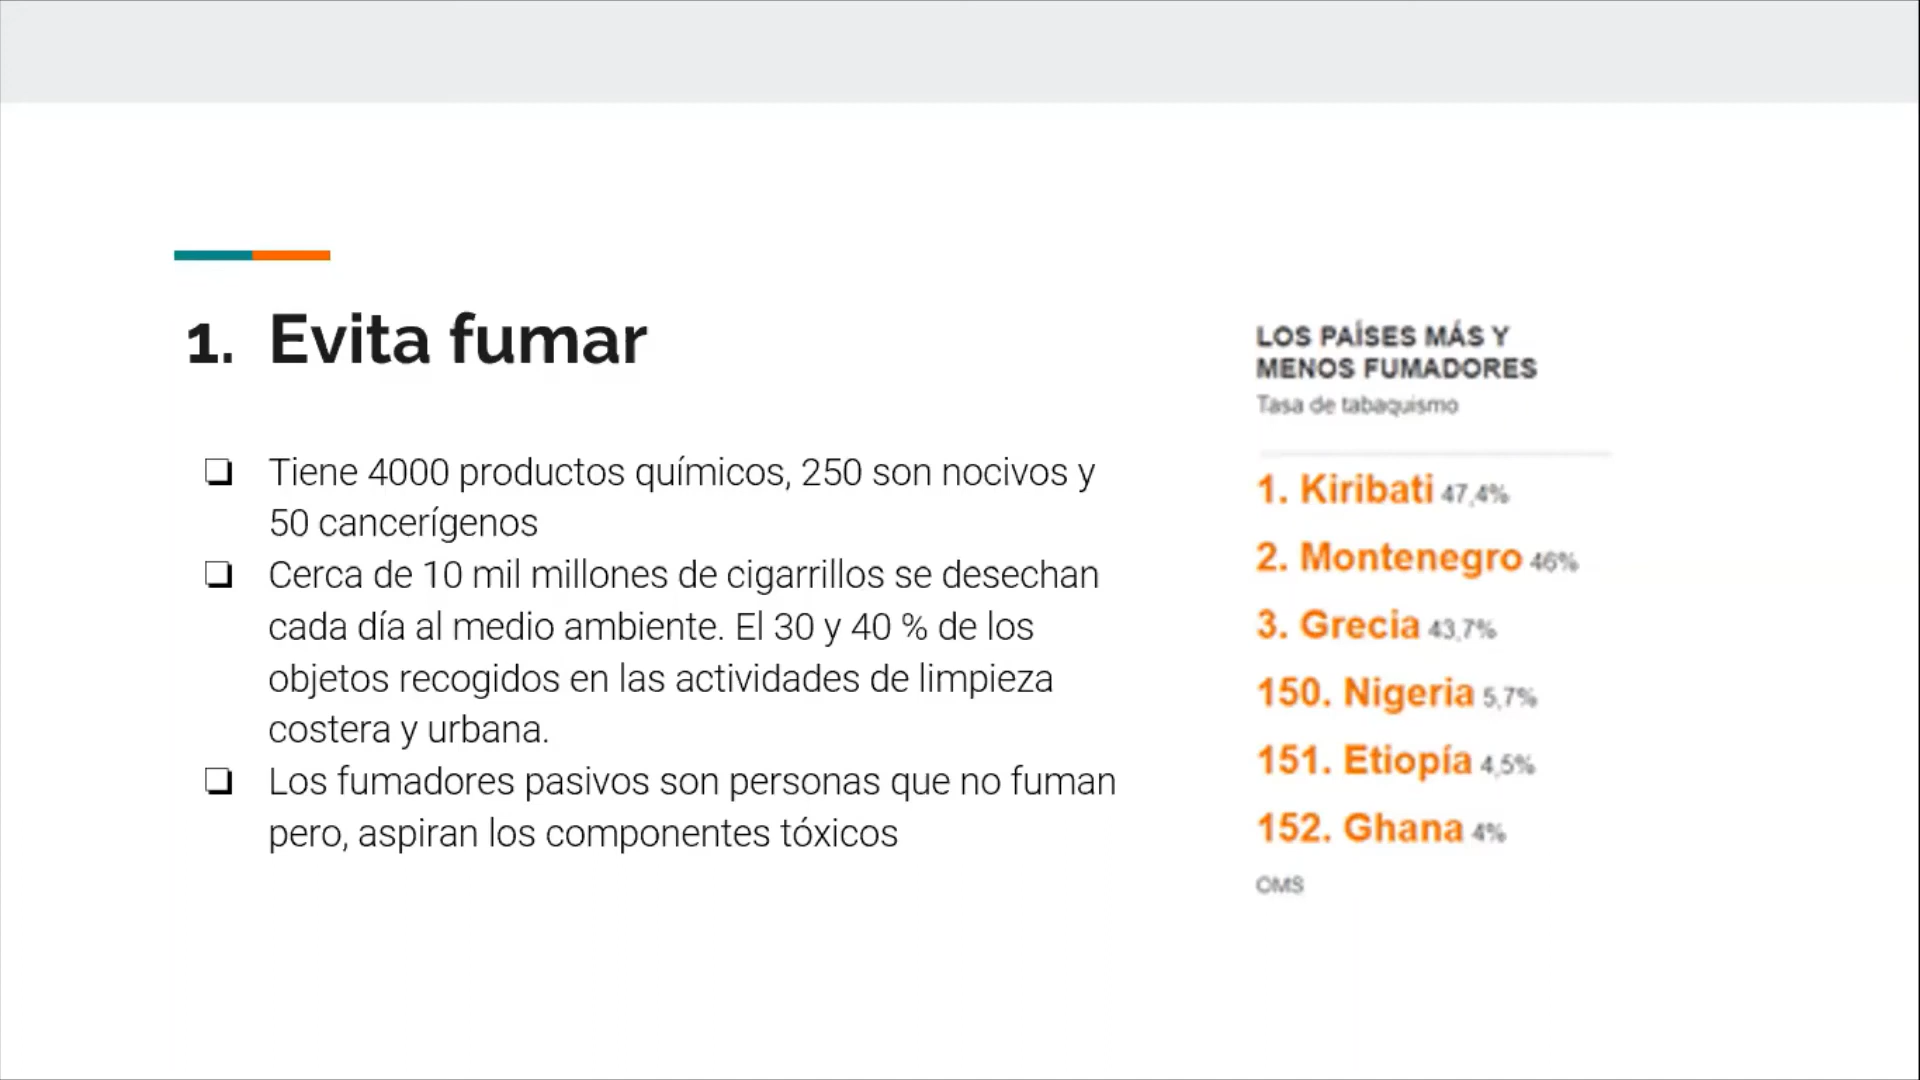 1. Evita fumar
Tiene 4000 productos químicos, 250 son nocivos y
50 cancerígenos
Cerca de 10 mil millones de cigarrillos se desechan
cada día al medio ambiente. El 30 y 40 % de los
objetos recogidos en las actividades de limpieza
costera y urbana.
Los fumadores pasivos son personas que no fuman
pero, aspiran los componentes tóxicos
LOS PAÍSES MÁS Y
MENOS FUMADORES
Tasa de tabaquismo
1. Kiribati 47,4%
2. Montenegro 46%
3. Grecia 43,7%
150. Nigeria 5,7%
151. Etiopía 4,5%
152. Ghana 4%
OMS